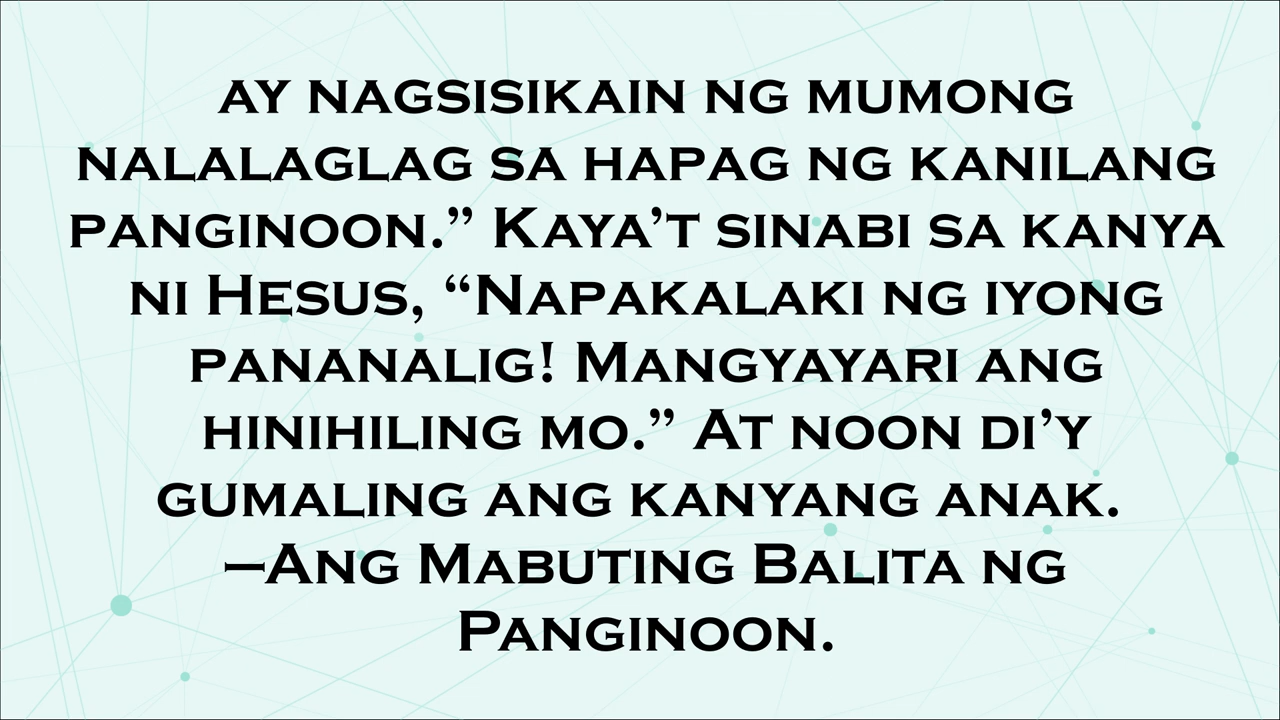 AY NAGSISIKAIN NG MUMONG
NALALAGLAG SA HAPAG NG KANILANG
PANGINOON.” KAYA’T SINABI SA KANYA
NI HESUS, “NAPAKALAKI NG IYONG
PANANALIG! MANGYAYARI ANG
HINIHILING MO.” AT NOON DI’Y
GUMALING ANG KANYANG ANAK.
—ANG MABUTING BALITA NG
PANGINOON.